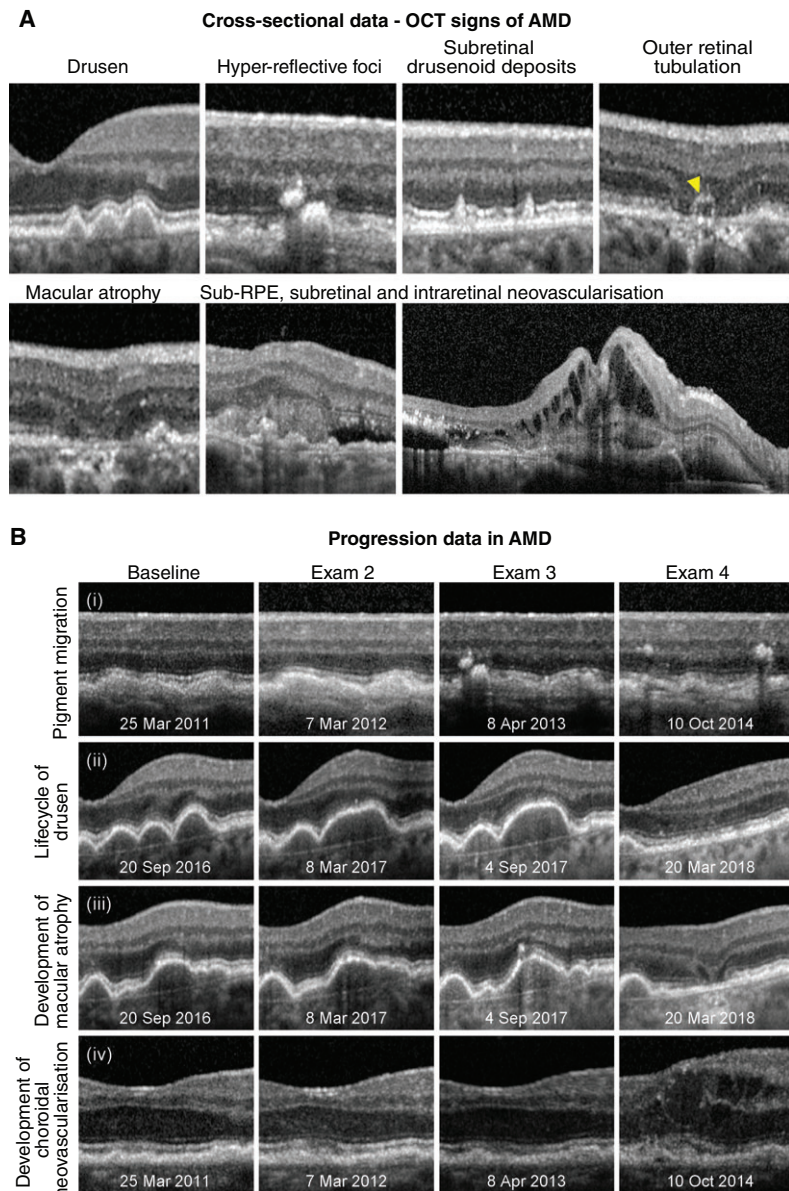 A
Cross-sectional data - OCT signs of AMD
Drusen
Hyper-reflective foci
Subretinal
drusenoid deposits
Outer retinal
tubulation
Macular atrophy
Sub-RPE, subretinal and intraretinal neovascularisation
B
Progression data in AMD
Baseline
Exam 2
Exam 3
Exam 4
Pigment migration
(i)
25 Mar 2011
7 Mar 2012
8 Apr 2013
10 Oct 2014
Lifecycle of
drusen
(ii)
20 Sep 2016
8 Mar 2017
4 Sep 2017
20 Mar 2018
Development of
macular atrophy
(iii)
20 Sep 2016
8 Mar 2017
4 Sep 2017
20 Mar 2018
Development of
choroidal
neovascularisation
(iv)
25 Mar 2011
7 Mar 2012
8 Apr 2013
10 Oct 2014